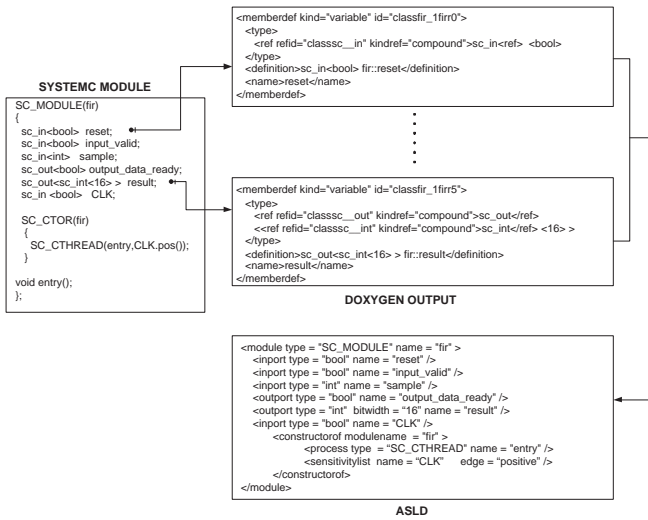 SYSTEMC MODULE
SC_MODULE(fir)
{
sc_in<bool> reset;
sc_in<bool> input_valid;
sc_in<int> sample;
sc_out<bool> output_data_ready;
sc_out<sc_int<16> > result;
sc_in <bool> CLK;
SC_CTOR(fir)
{
SC_CTHREAD(entry,CLK.pos());
}
void entry();
};
<memberdef kind="variable" id="classfir_1firr0">
<type>
<ref refid="classsc__in" kindref="compound">sc_in<ref> <bool>
</type>
<definition>sc_in<bool> fir::reset</definition>
<name>reset</name>
</memberdef>
<memberdef kind="variable" id="classfir_1firr5">
<type>
<ref refid="classsc__out" kindref="compound">sc_out</ref>
<<ref refid="classsc__int" kindref="compound">sc_int</ref> <16> >
</type>
<definition>sc_out<sc_int<16> > fir::result</definition>
<name>result</name>
</memberdef>
DOXYGEN OUTPUT
<module type = "SC_MODULE" name = "fir" >
<inport type = "bool" name = "reset" />
<inport type = "bool" name = "input_valid" />
<inport type = "int" name = "sample" />
<outport type = "bool" name = "output_data_ready" />
<outport type = "int" bitwidth = "16" name = "result" />
<inport type = "bool" name = "CLK" />
<constructorof modulename = "fir" >
<process type = "SC_CTHREAD" name = "entry" />
<sensitivitylist name = "CLK" edge = "positive" />
</constructorof>
</module>
ASLD